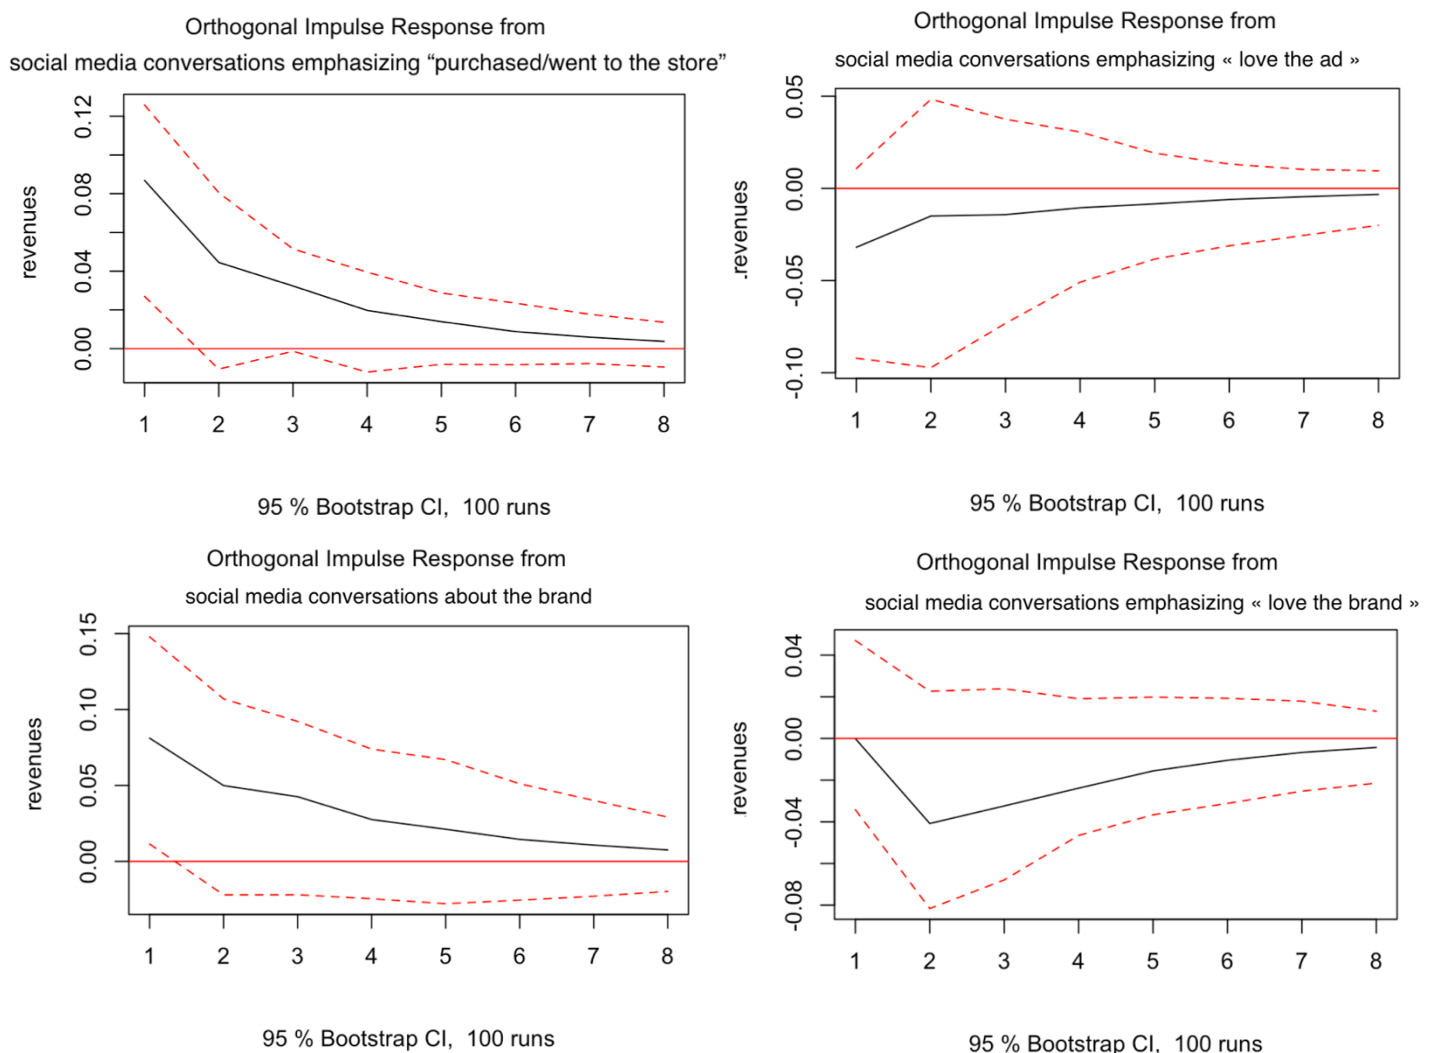 Orthogonal Impulse Response from
social media conversations emphasizing “purchased/went to the store”
revenues
0.12
0.08
0.04
0.00
1 2 3 4 5 6 7 8
95 % Bootstrap CI, 100 runs
Orthogonal Impulse Response from
social media conversations emphasizing « love the ad »
.revenues
0.05
0.00
-0.05
-0.10
1 2 3 4 5 6 7 8
95 % Bootstrap CI, 100 runs
Orthogonal Impulse Response from
social media conversations about the brand
revenues
0.15
0.10
0.05
0.00
1 2 3 4 5 6 7 8
95 % Bootstrap CI, 100 runs
Orthogonal Impulse Response from
social media conversations emphasizing « love the brand »
.revenues
0.04
0.00
-0.04
-0.08
1 2 3 4 5 6 7 8
95 % Bootstrap CI, 100 runs